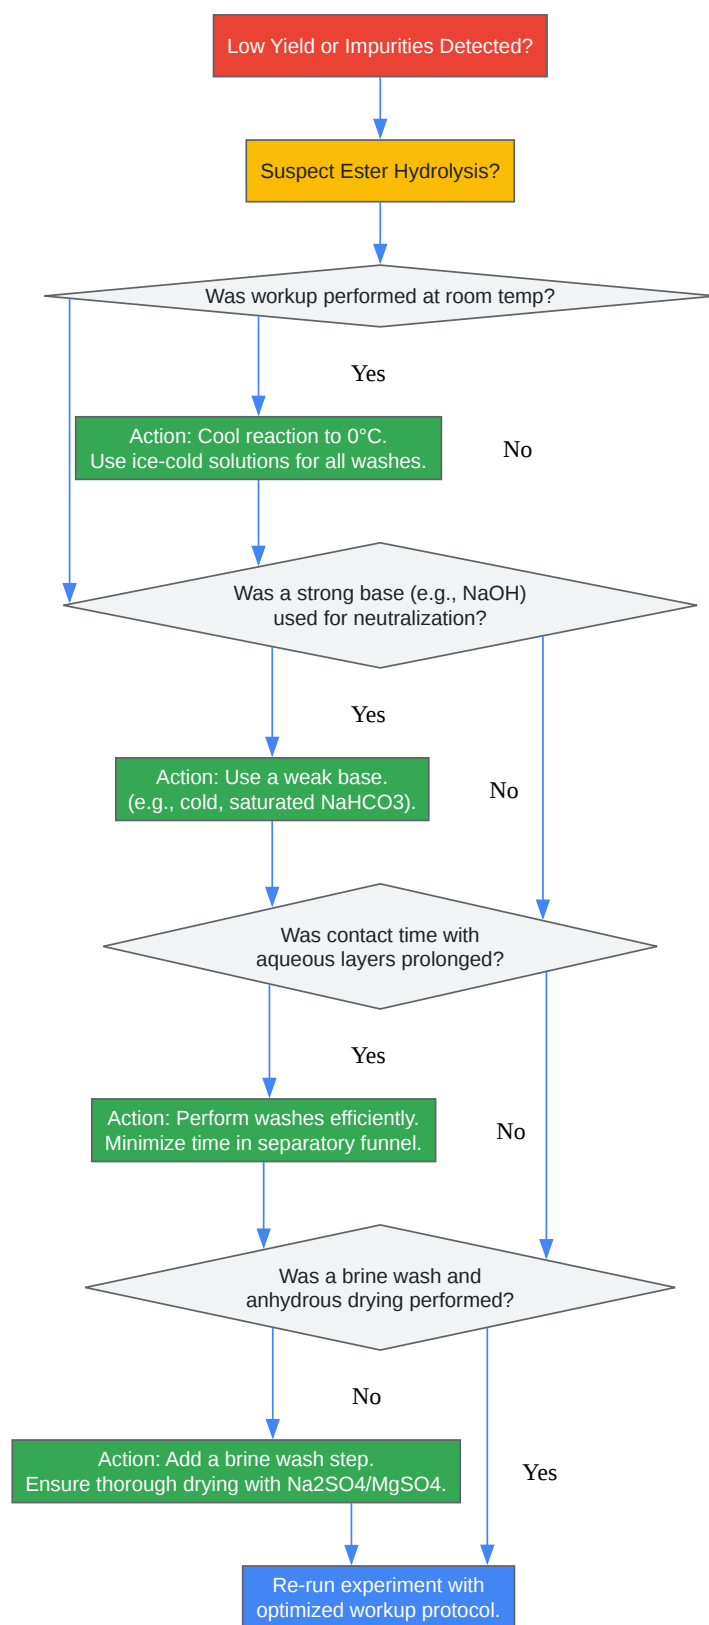 Low Yield or Impurities Detected?
Suspect Ester Hydrolysis?
Was workup performed at room temp?
Yes
Action: Cool reaction to 0°C.
Use ice-cold solutions for all washes.
No
Was a strong base (e.g., NaOH)
used for neutralization?
Yes
Action: Use a weak base.
(e.g., cold, saturated NaHCO3).
No
Was contact time with
aqueous layers prolonged?
Yes
Action: Perform washes efficiently.
Minimize time in separatory funnel.
No
Was a brine wash and
anhydrous drying performed?
No
Action: Add a brine wash step.
Ensure thorough drying with Na2SO4/MgSO4.
Yes
Re-run experiment with
optimized workup protocol.